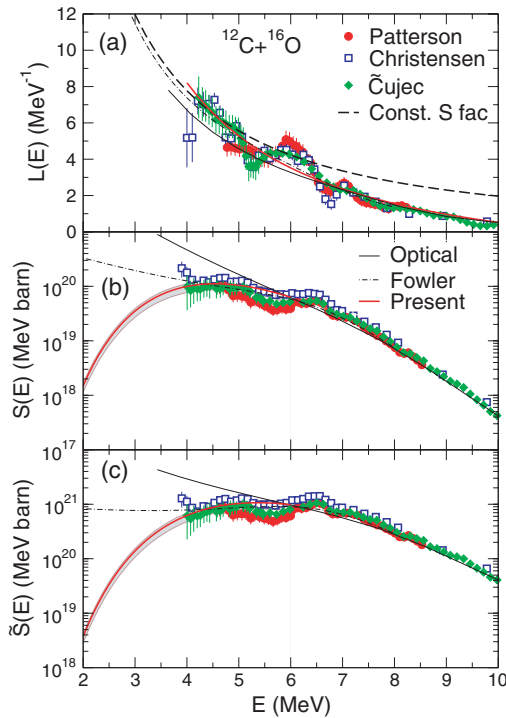 12
10
8
6
4
2
0
L(E) (MeV⁻¹)
(a)
¹²C+¹⁶O
Patterson
Christensen
C̃ujec
Const. S fac
10²⁰
10¹⁹
10¹⁸
10¹⁷
S(E) (MeV barn)
(b)
Optical
Fowler
Present
10²¹
10²⁰
10¹⁹
10¹⁸
S̃(E) (MeV barn)
(c)
2 3 4 5 6 7 8 9 10
E (MeV)